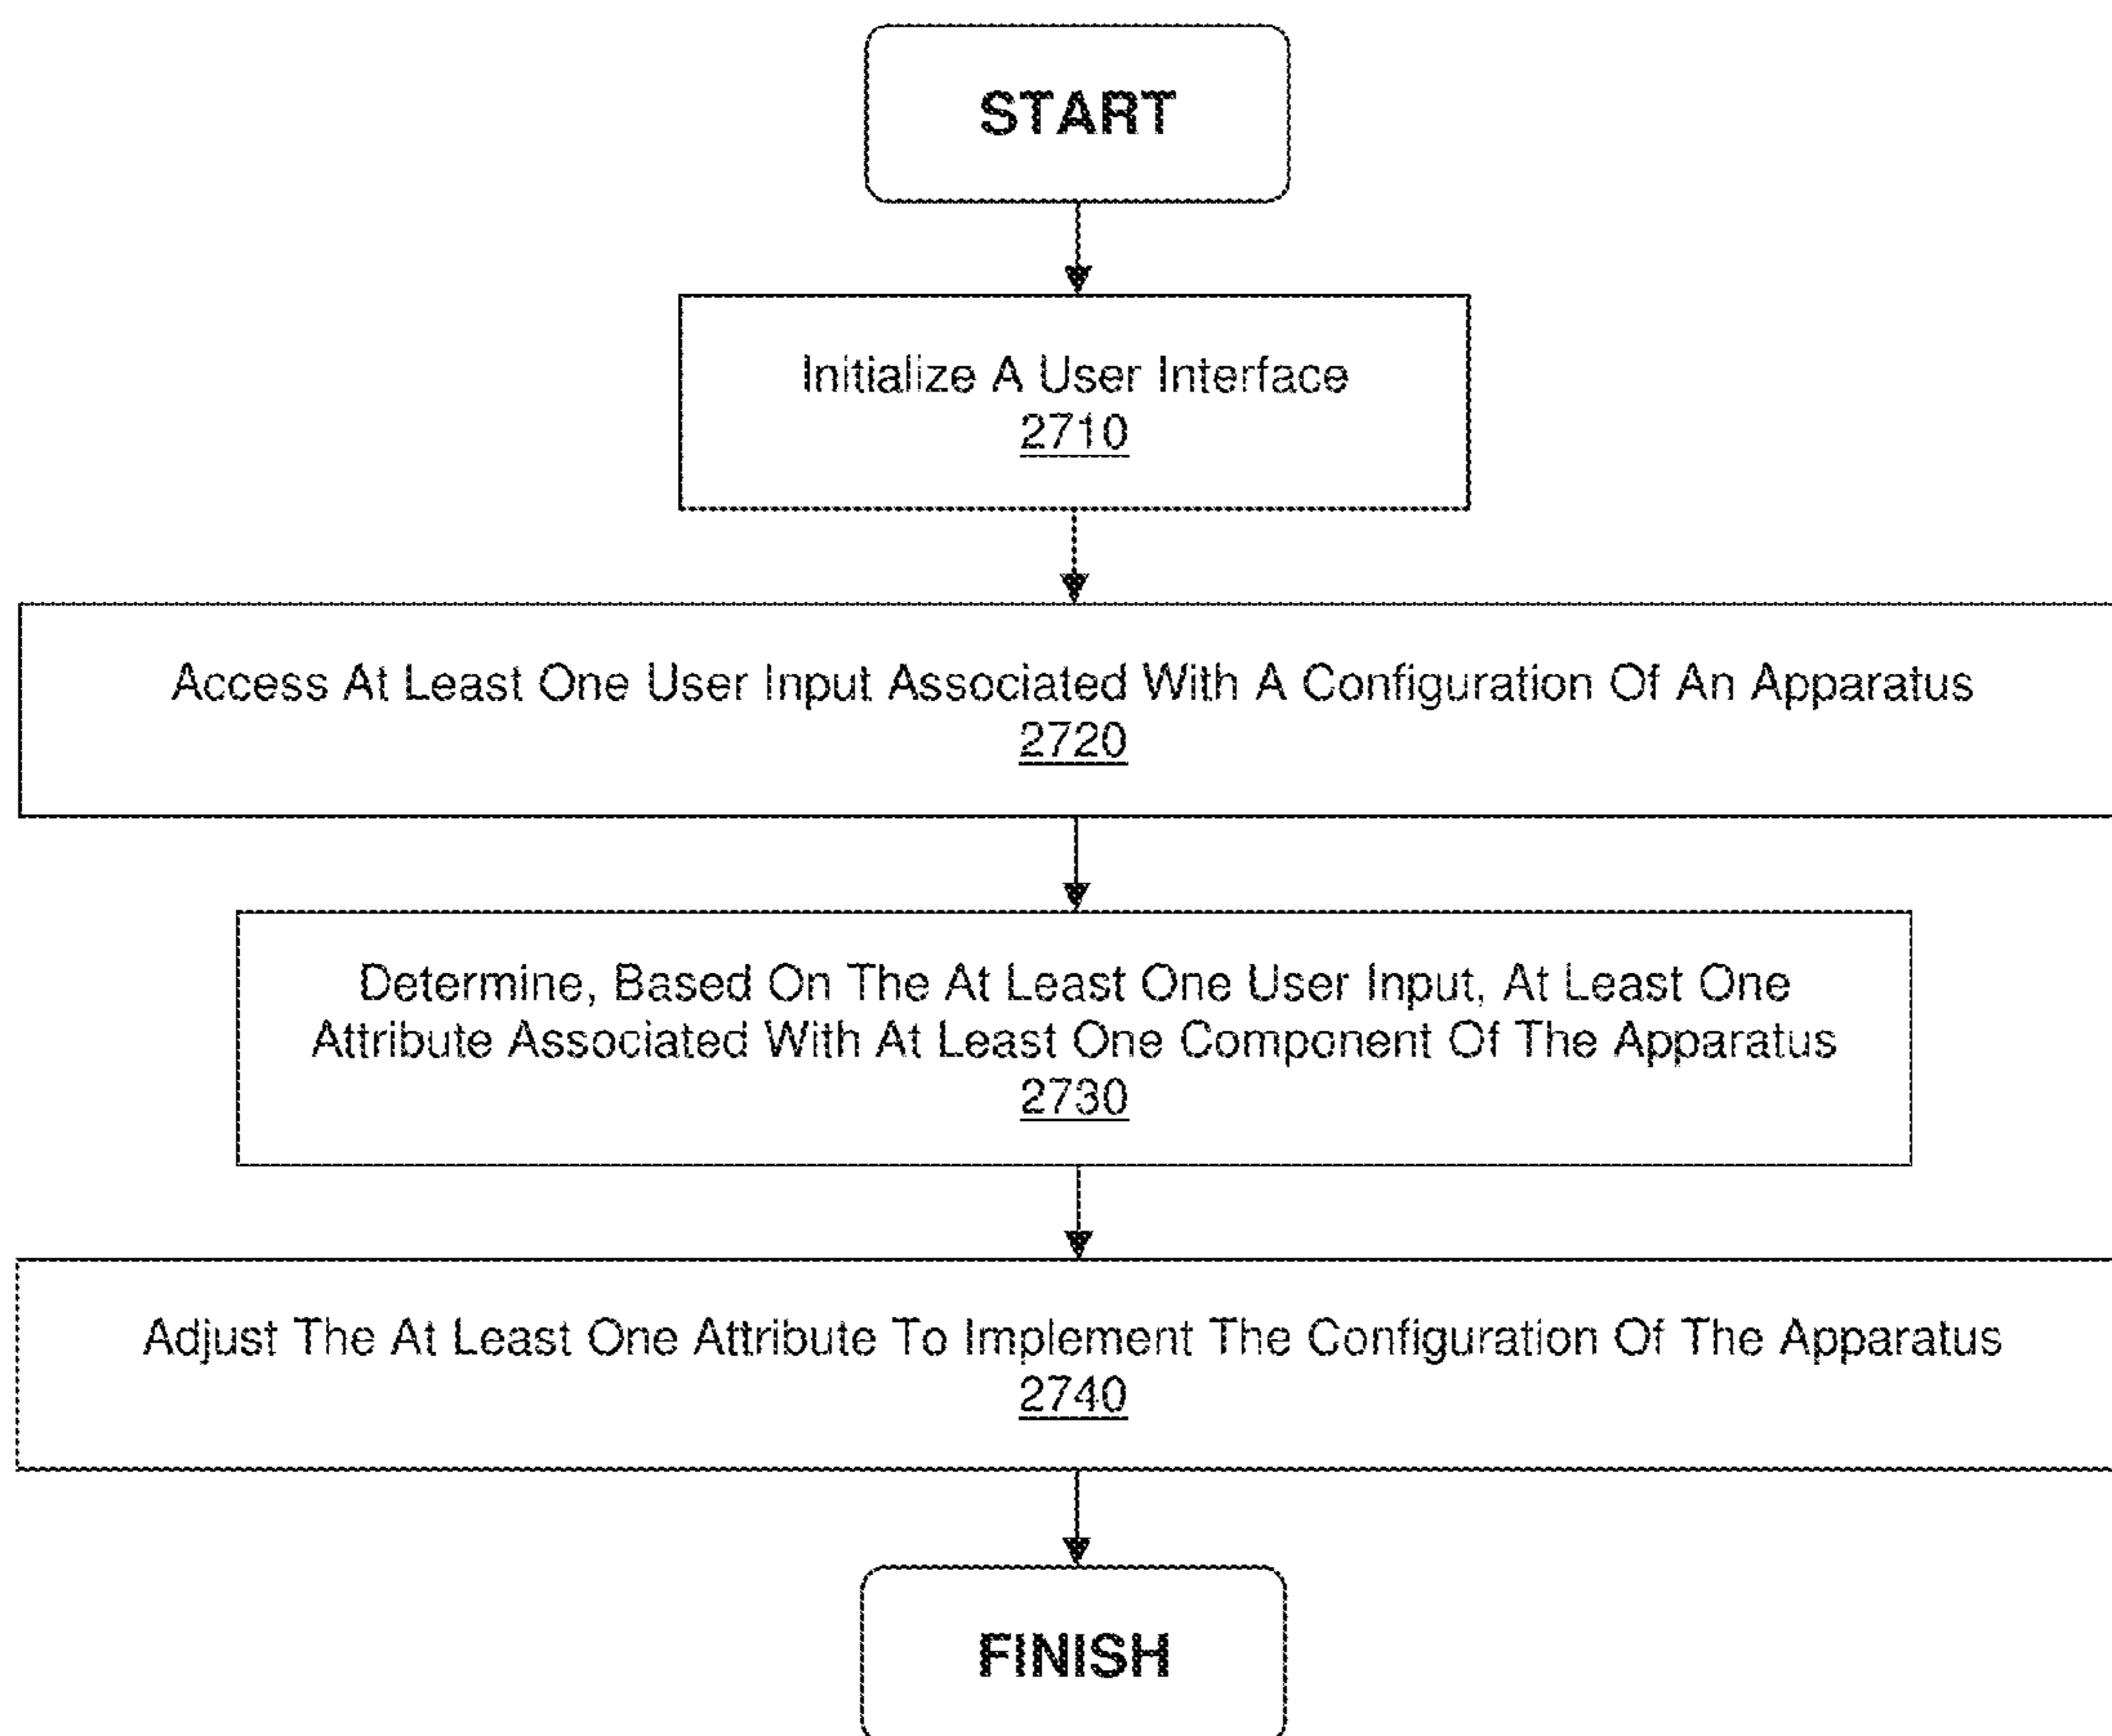 START
Initialize A User Interface
2710
Access At Least One User Input Associated With A Configuration Of An Apparatus
2720
Determine, Based On The At Least One User Input, At Least One
Attribute Associated With At Least One Component Of The Apparatus
2730
Adjust The At Least One Attribute To Implement The Configuration Of The Apparatus
2740
FINISH